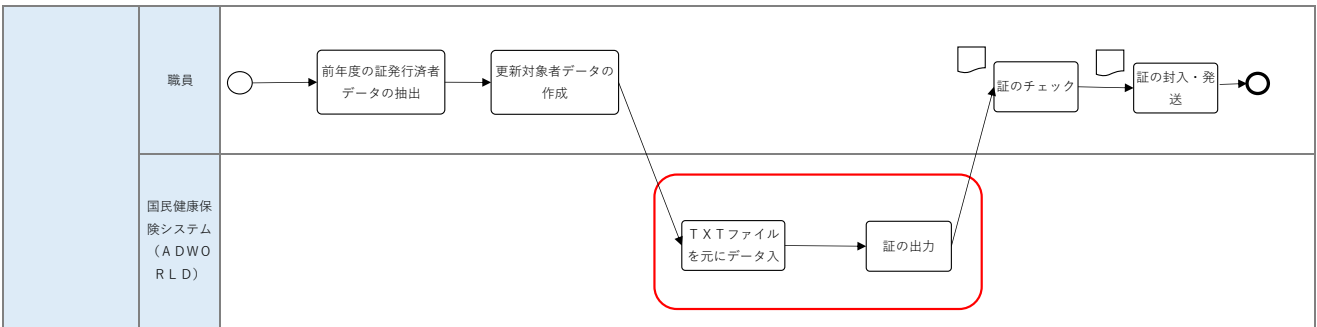 職員
前年度の証発行済者
データの抽出
更新対象者データの
作成
証のチェック
証の封入・発
送
国民健康保
険システム
（ＡＤＷＯ
ＲＬＤ）
ＴＸＴファイル
を元にデータ入
証の出力